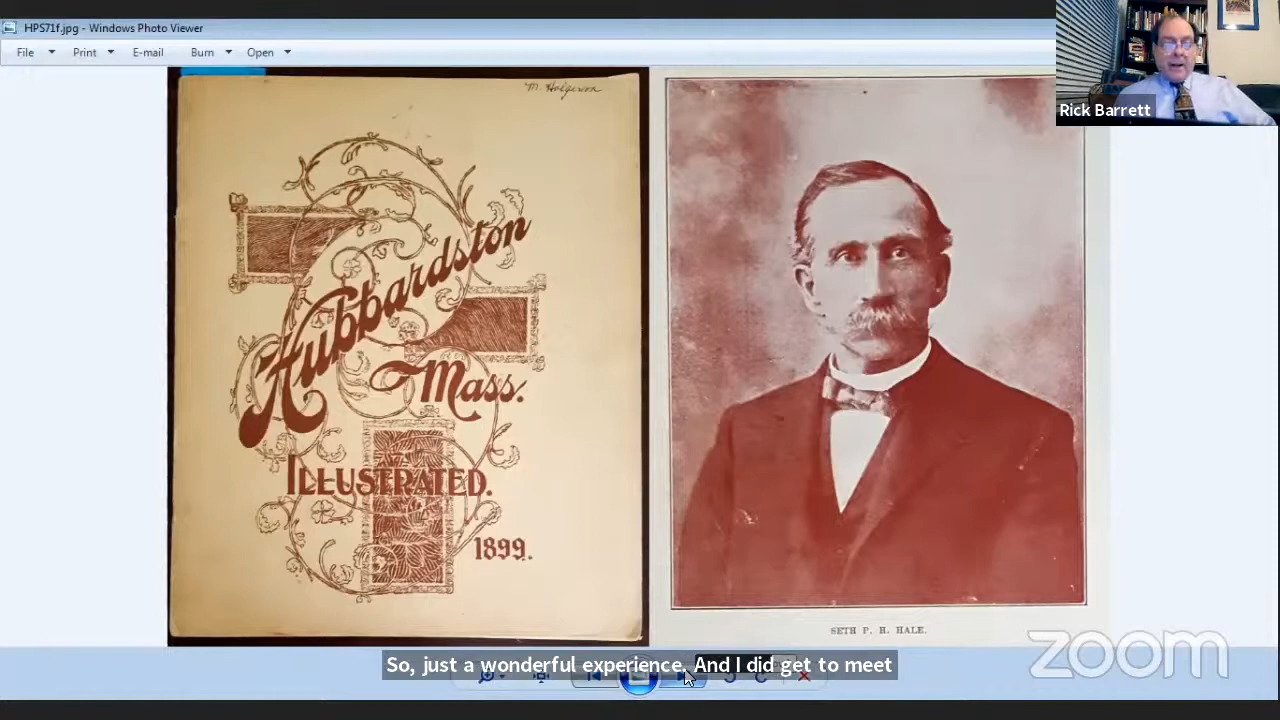 HPS71f.jpg - Windows Photo Viewer
File Print E-mail Burn Open
Rick Barrett
M. Holgerson
Hubbardston
Mass.
ILLUSTRATED.
1899.
SETH P. H. HALE.
zoom
So, just a wonderful experience. And I did get to meet